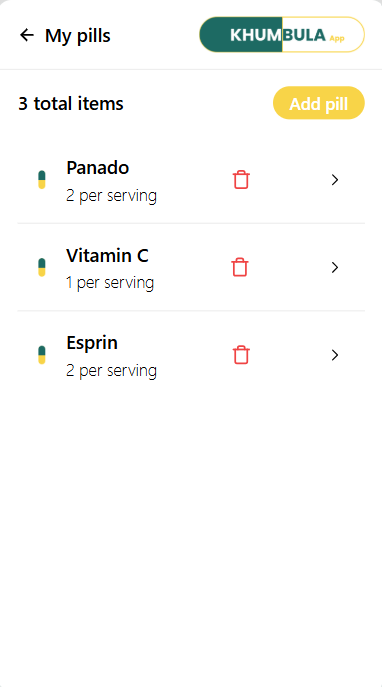 My pills
KHUMBULA App
3 total items
Add pill
Panado
2 per serving
Vitamin C
1 per serving
Esprin
2 per serving